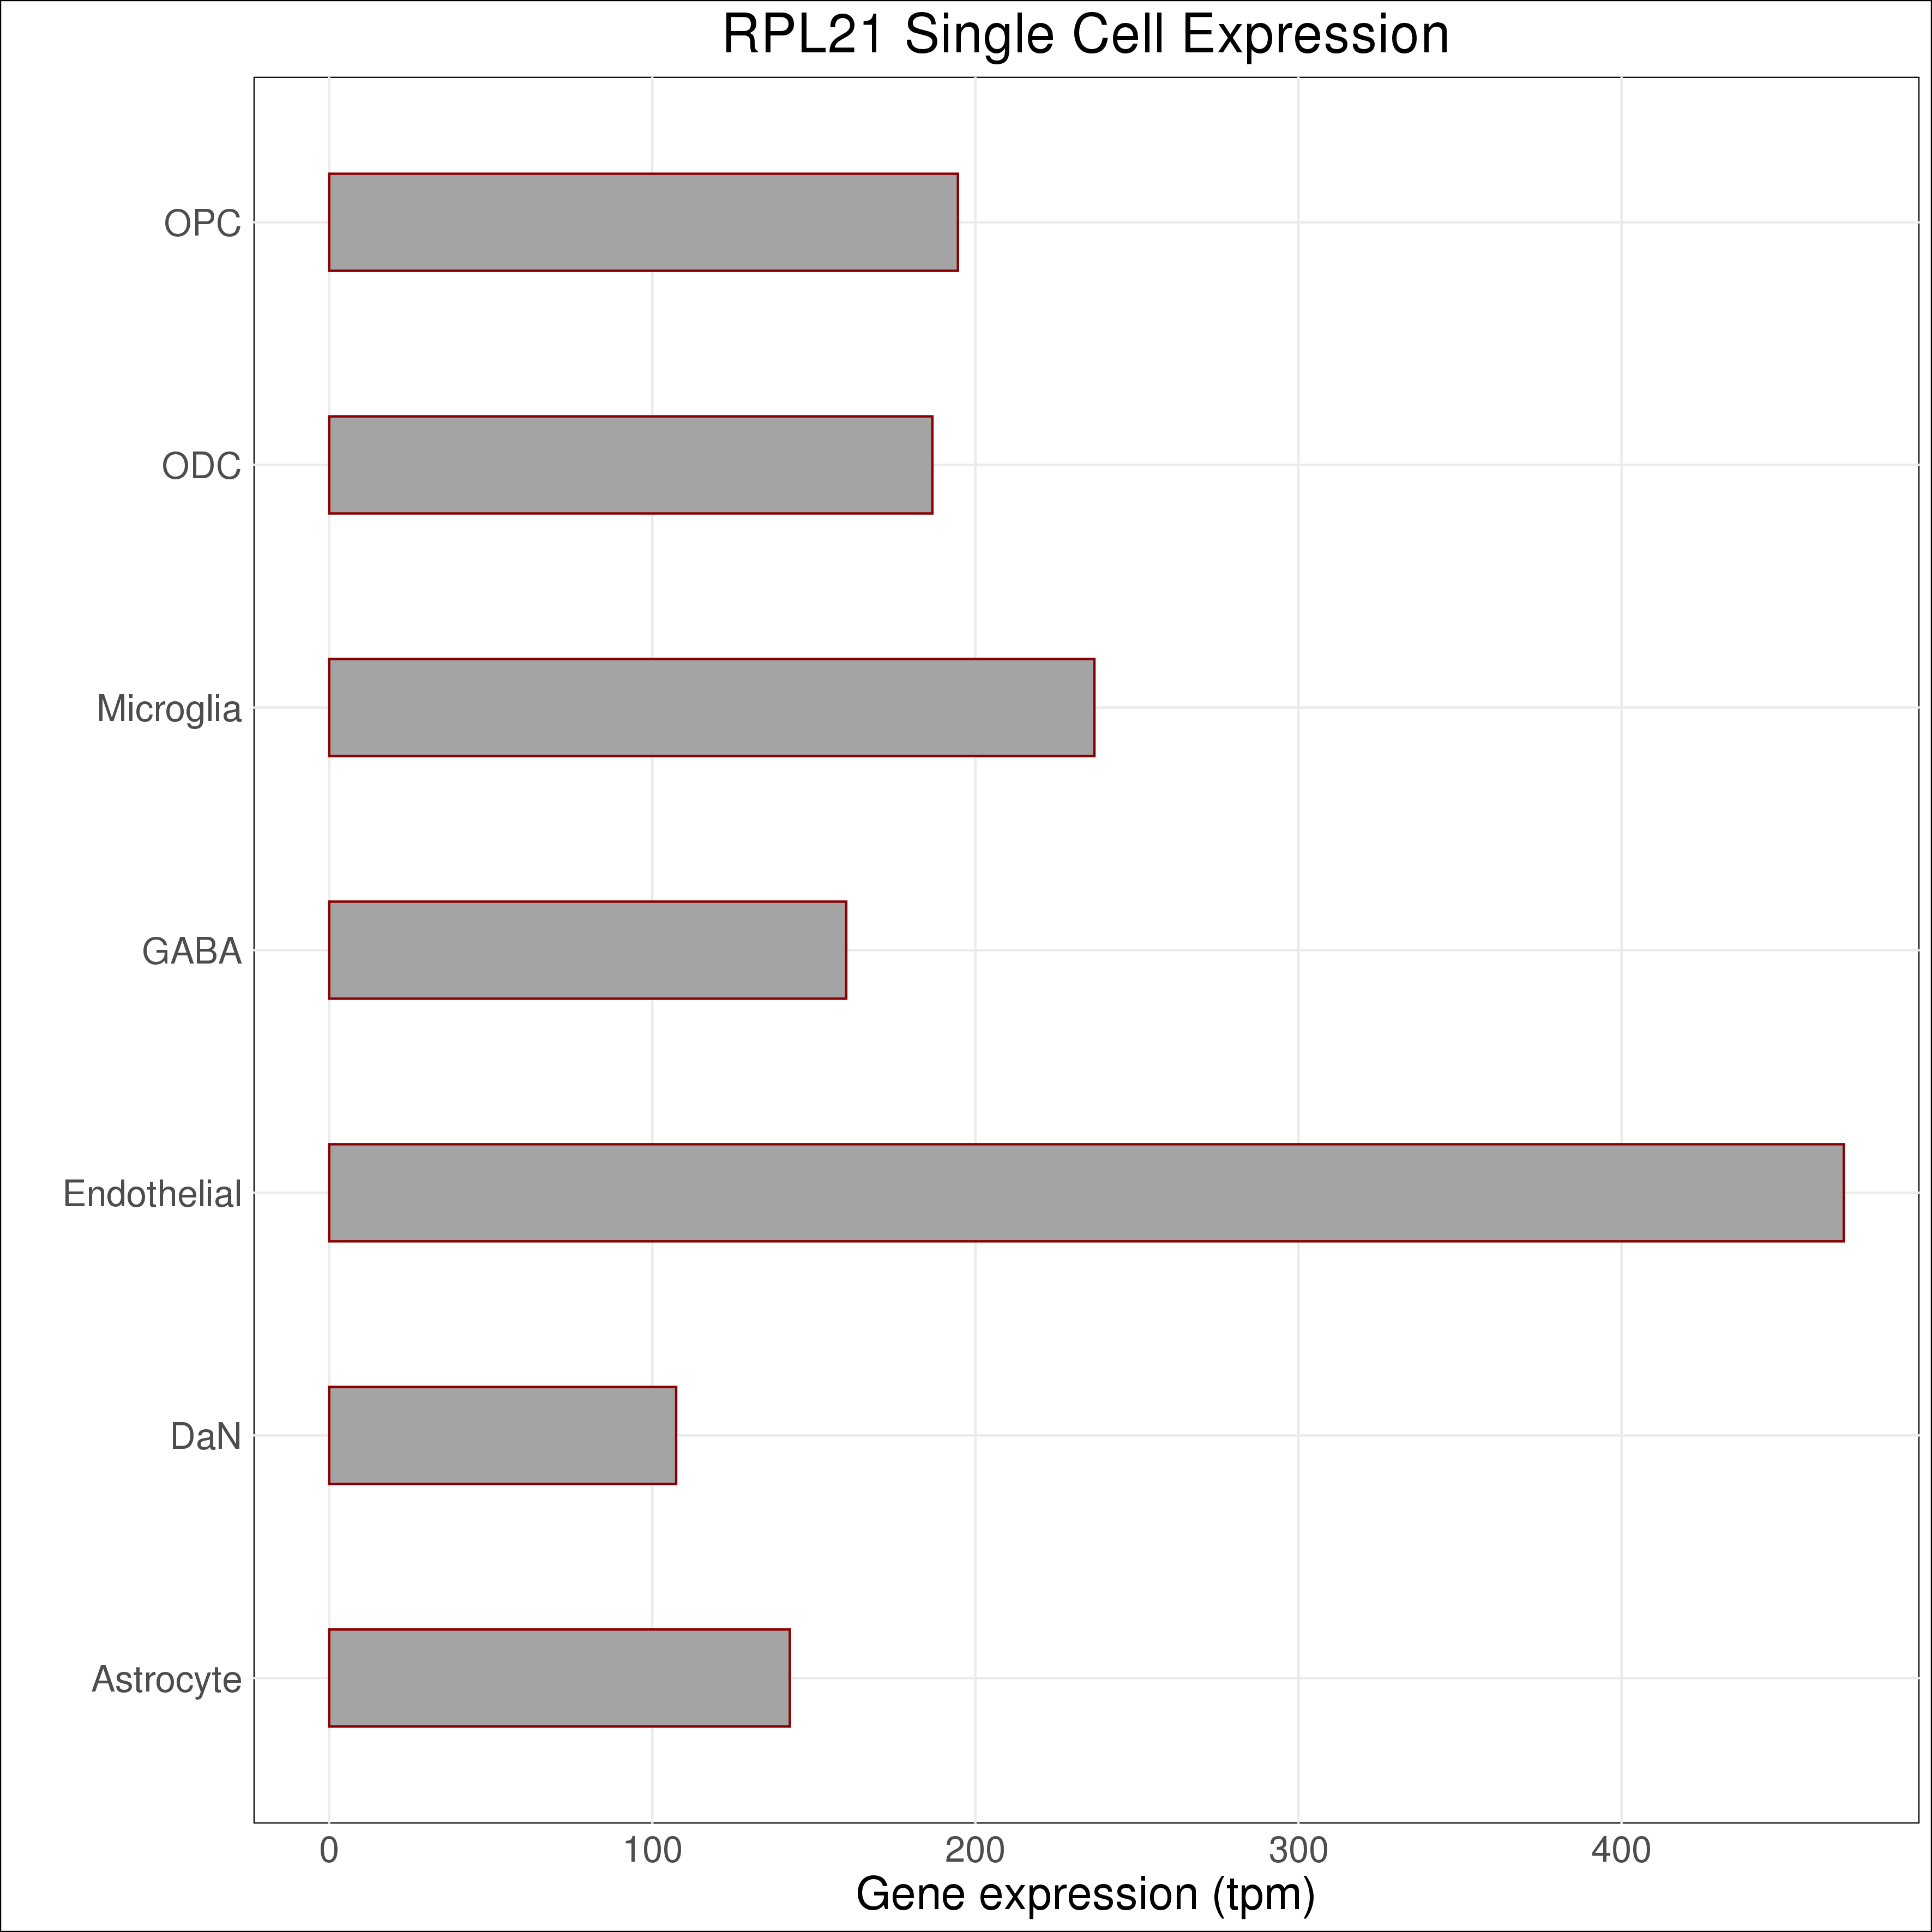 RPL21 Single Cell Expression
OPC
ODC
Microglia
GABA
Endothelial
DaN
Astrocyte
0 100 200 300 400
Gene expression (tpm)